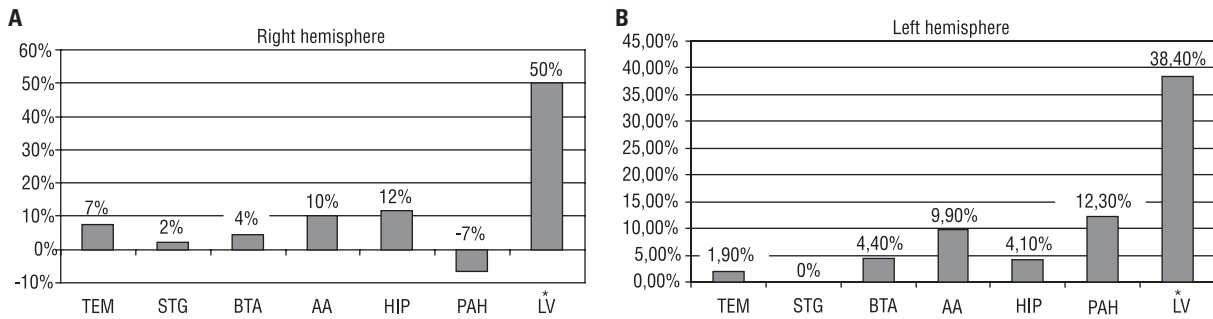 A
Right hemisphere
60%
50%
40%
30%
20%
10%
0%
-10%
7%
2%
4%
10%
12%
-7%
50%
TEM
STG
BTA
AA
HIP
PAH
*
LV
B
Left hemisphere
45,00%
40,00%
35,00%
30,00%
25,00%
20,00%
15,00%
10,00%
5,00%
0,00%
1,90%
0%
4,40%
9,90%
4,10%
12,30%
38,40%
TEM
STG
BTA
AA
HIP
PAH
*
LV